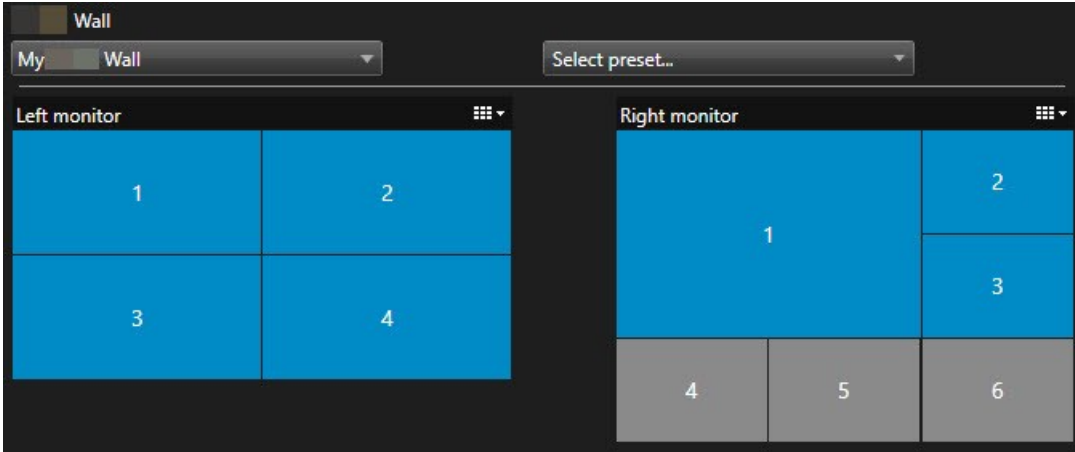 Wall
My Wall
Select preset...
Left monitor
Right monitor
1 2
3 4
1
2
3
4 5 6